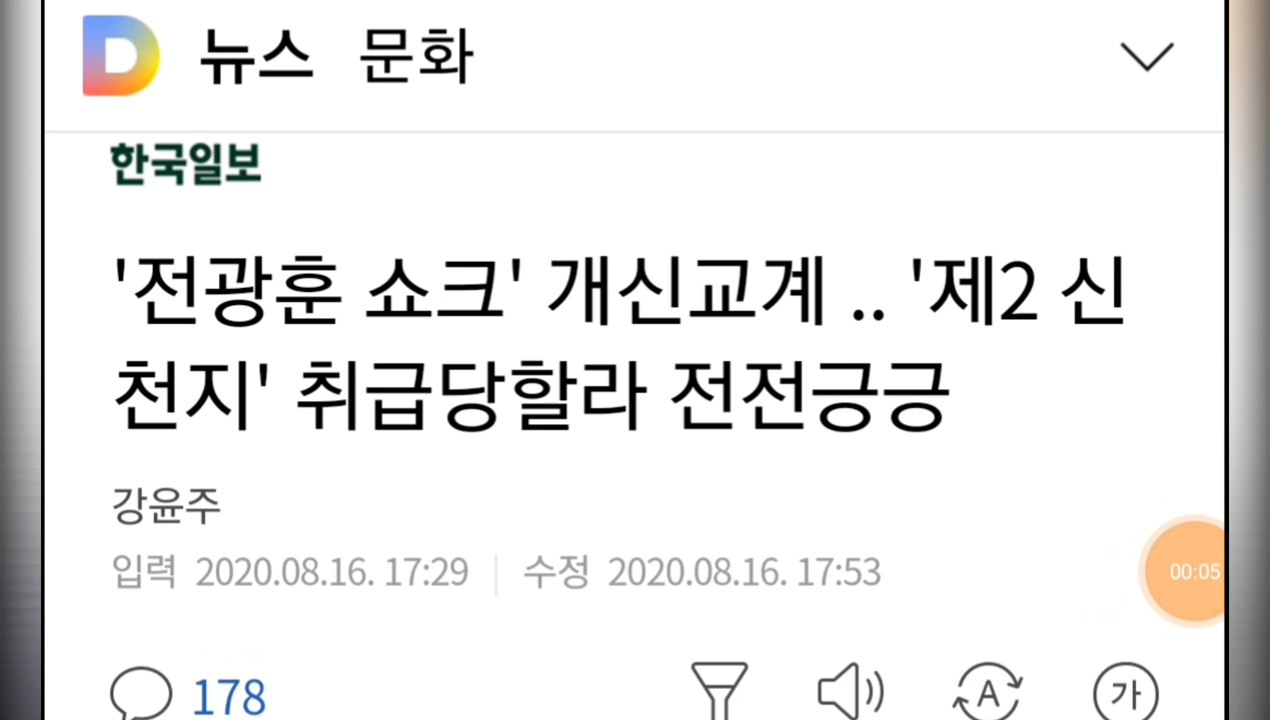 D 뉴스 문화
한국일보
'전광훈 쇼크' 개신교계 .. '제2 신
천지' 취급당할라 전전긍긍
강윤주
입력 2020.08.16. 17:29 | 수정 2020.08.16. 17:53
00:05
178 A 가